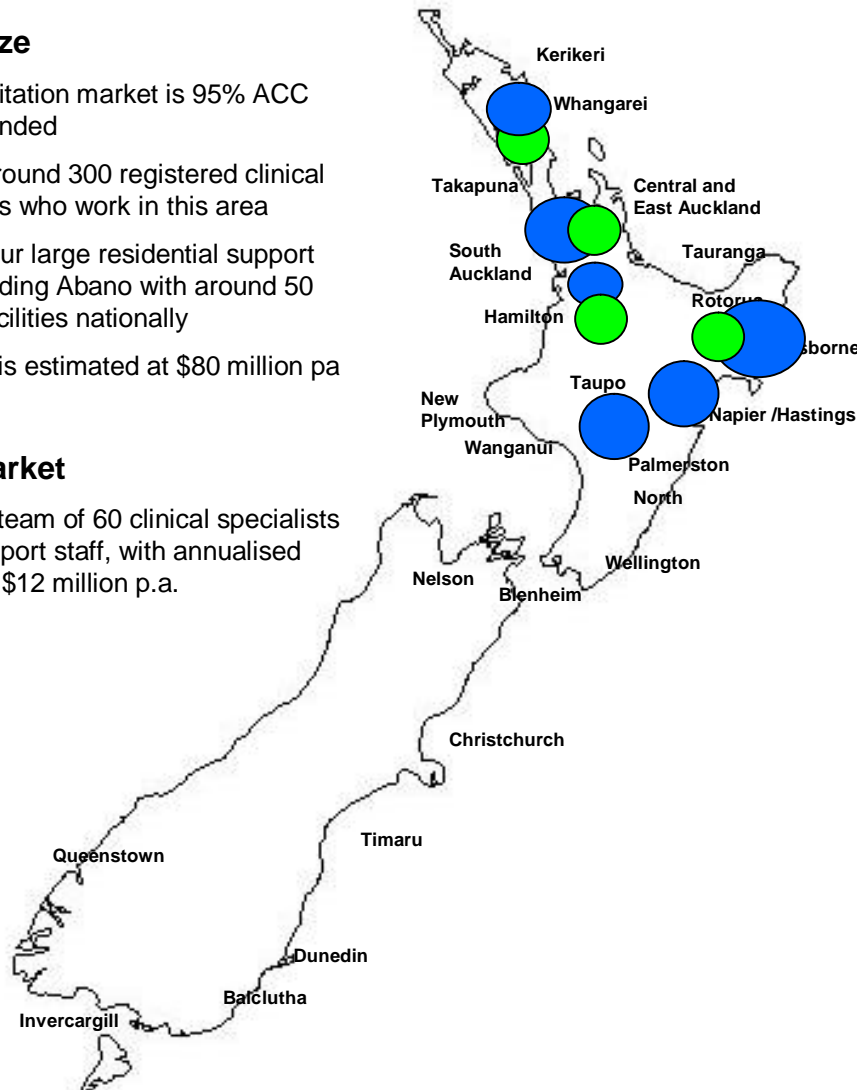 ze
itation market is 95% ACC
nded
round 300 registered clinical
s who work in this area
ur large residential support
ding Abano with around 50
cilities nationally
is estimated at $80 million pa
arket
team of 60 clinical specialists
port staff, with annualised
$12 million p.a.
Kerikeri
Whangarei
Takapuna
Central and
East Auckland
South
Auckland
Tauranga
Rotorua
Hamilton
sborne
Taupo
New
Plymouth
Napier /Hastings
Wanganui
Palmerston
North
Wellington
Nelson
Blenheim
Christchurch
Timaru
Queenstown
Dunedin
Balclutha
Invercargill